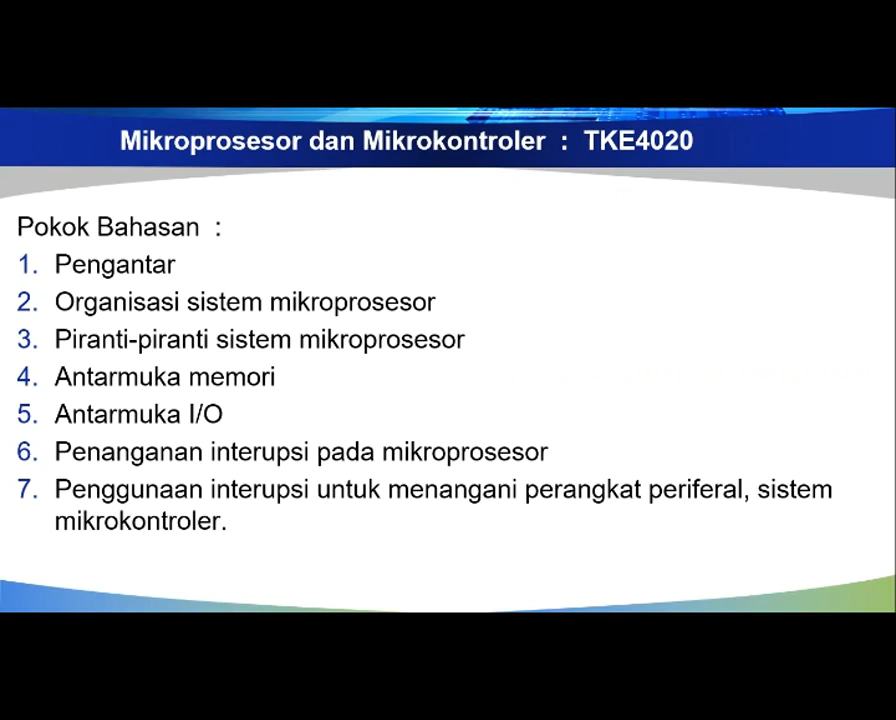 Mikroprosesor dan Mikrokontroler : TKE4020
Pokok Bahasan :
1. Pengantar
2. Organisasi sistem mikroprosesor
3. Piranti-piranti sistem mikroprosesor
4. Antarmuka memori
5. Antarmuka I/O
6. Penanganan interupsi pada mikroprosesor
7. Penggunaan interupsi untuk menangani perangkat periferal, sistem
mikrokontroler.